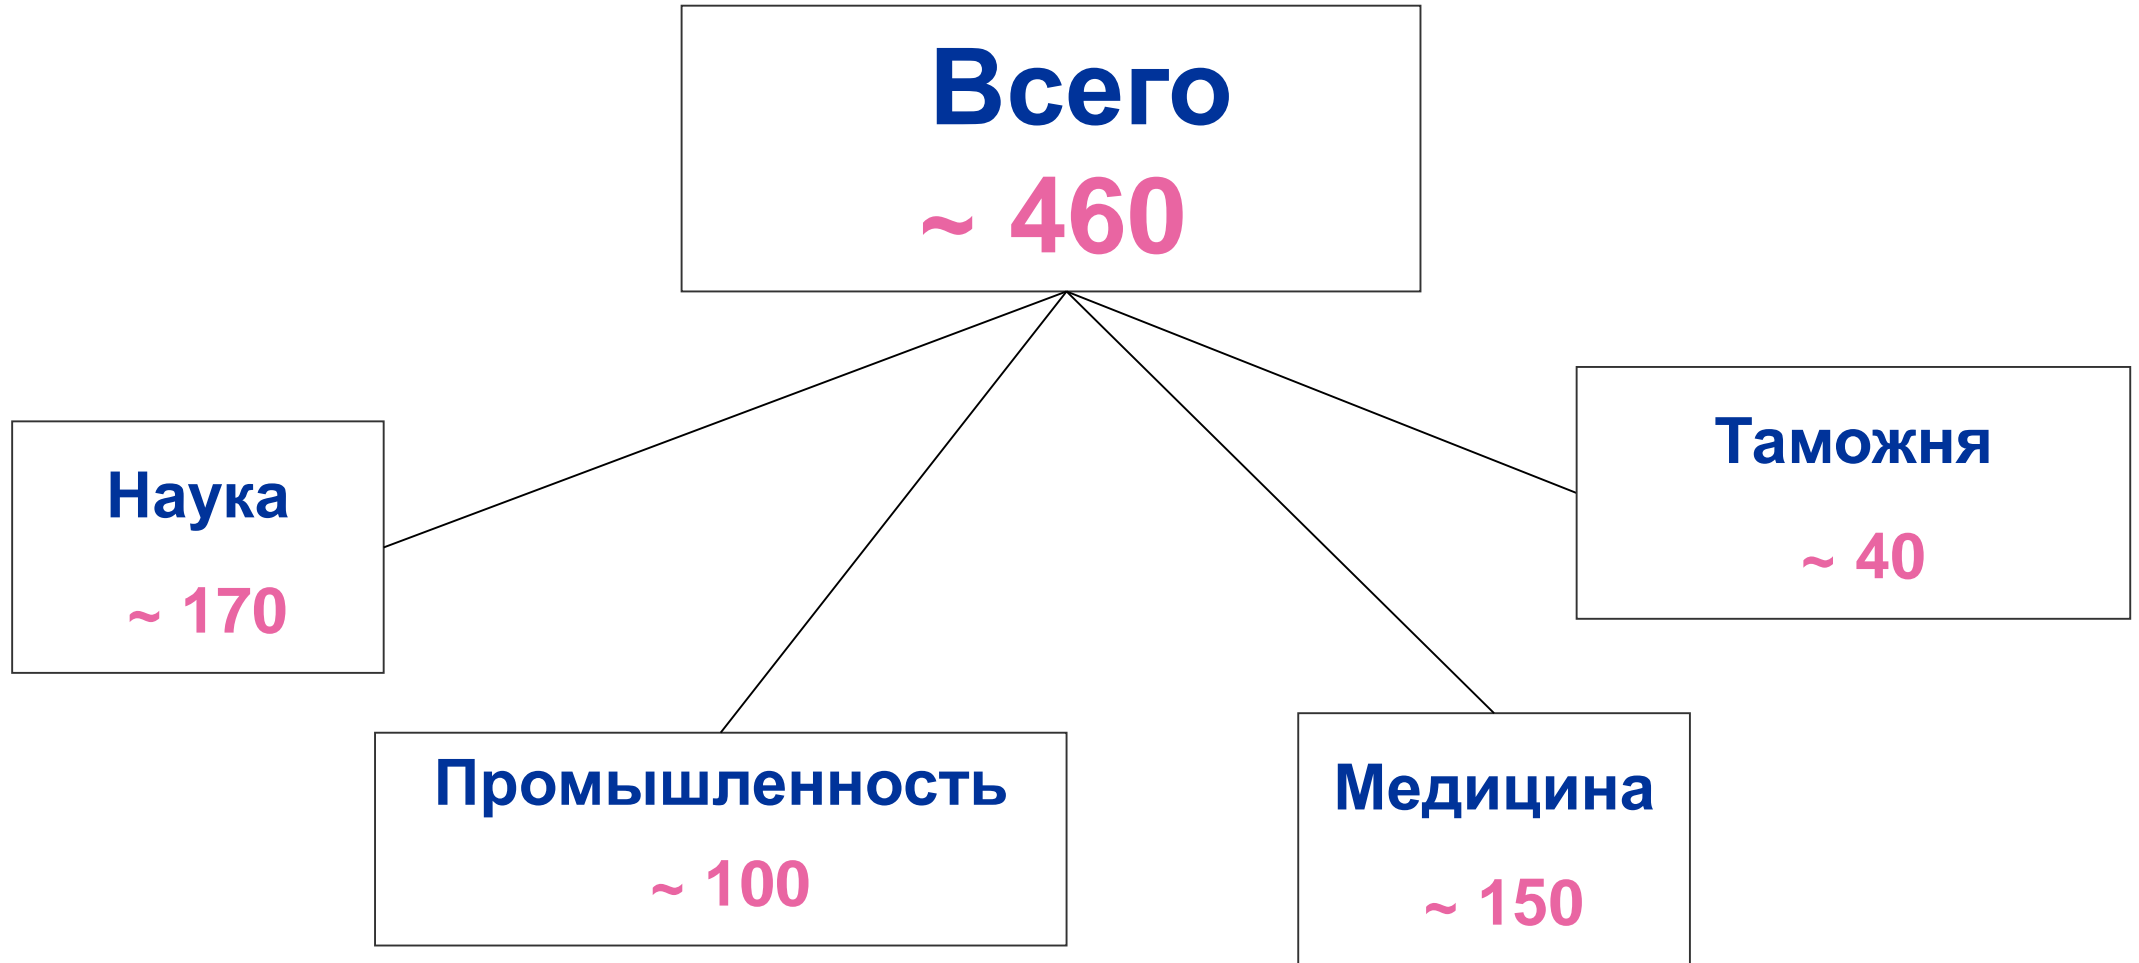 Всего
~ 460
Наука
~ 170
Промышленность
~ 100
Медицина
~ 150
Таможня
~ 40